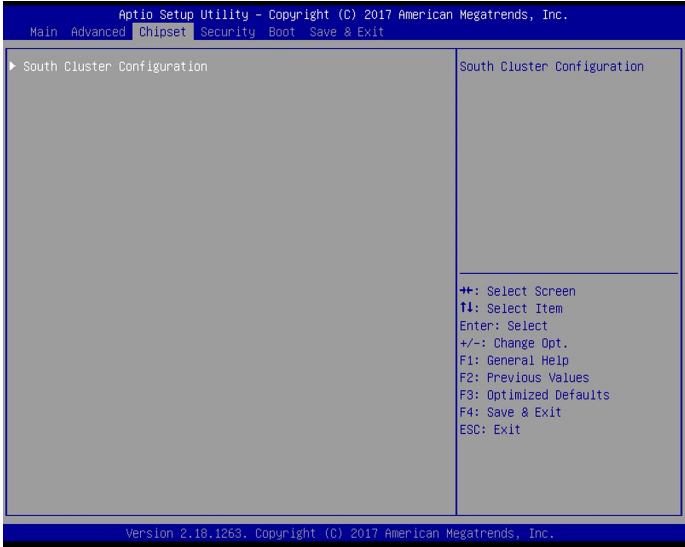 Aptio Setup Utility – Copyright (C) 2017 American Megatrends, Inc.
Main Advanced Chipset Security Boot Save & Exit
▶ South Cluster Configuration
South Cluster Configuration
→←: Select Screen
↑↓: Select Item
Enter: Select
+/-: Change Opt.
F1: General Help
F2: Previous Values
F3: Optimized Defaults
F4: Save & Exit
ESC: Exit
Version 2.18.1263. Copyright (C) 2017 American Megatrends, Inc.